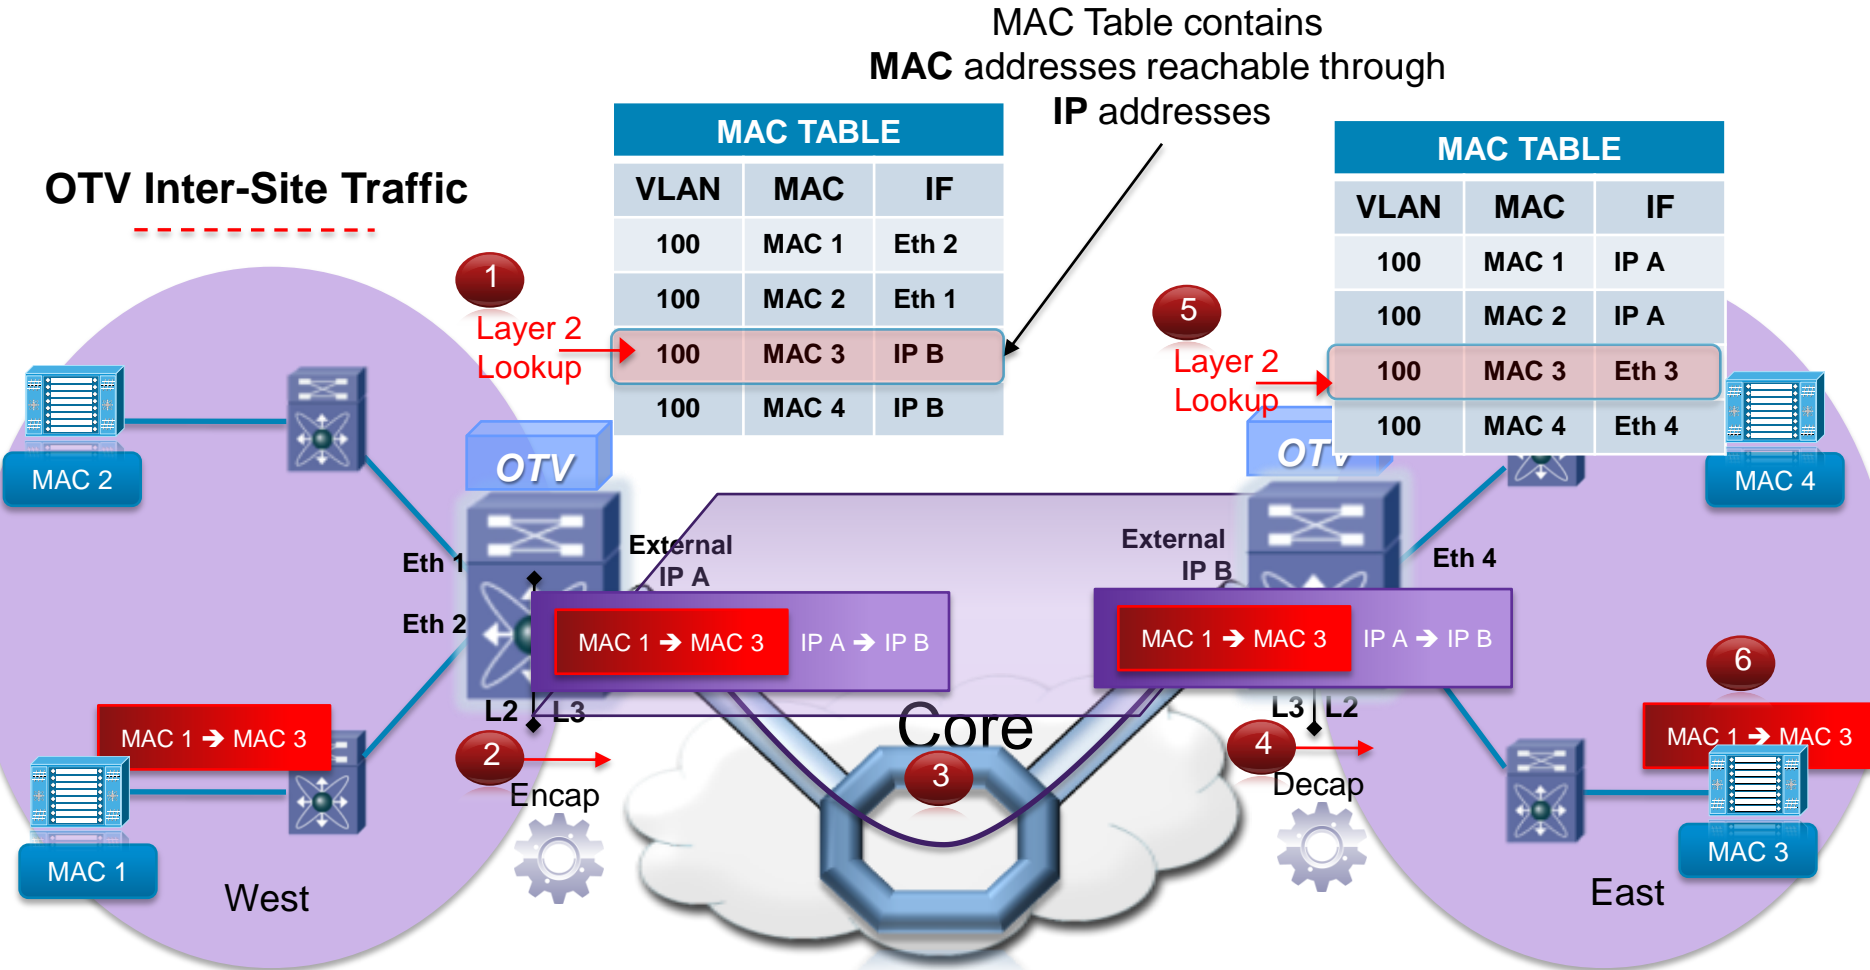 MAC Table contains
MAC addresses reachable through
IP addresses
OTV Inter-Site Traffic
MAC TABLE
VLAN MAC IF
100 MAC 1 Eth 2
100 MAC 2 Eth 1
100 MAC 3 IP B
100 MAC 4 IP B
MAC TABLE
VLAN MAC IF
100 MAC 1 IP A
100 MAC 2 IP A
100 MAC 3 Eth 3
100 MAC 4 Eth 4
1
Layer 2
Lookup
5
Layer 2
Lookup
MAC 2
OTV
OTV
MAC 4
Eth 1
External
IP A
External
IP B
Eth 4
Eth 2
MAC 1 ➔ MAC 3 IP A ➔ IP B
MAC 1 ➔ MAC 3 IP A ➔ IP B
6
L2 L3
Core
L3 L2
MAC 1 ➔ MAC 3
MAC 1 ➔ MAC 3
2
Encap
3
4
Decap
MAC 1
West
MAC 3
East